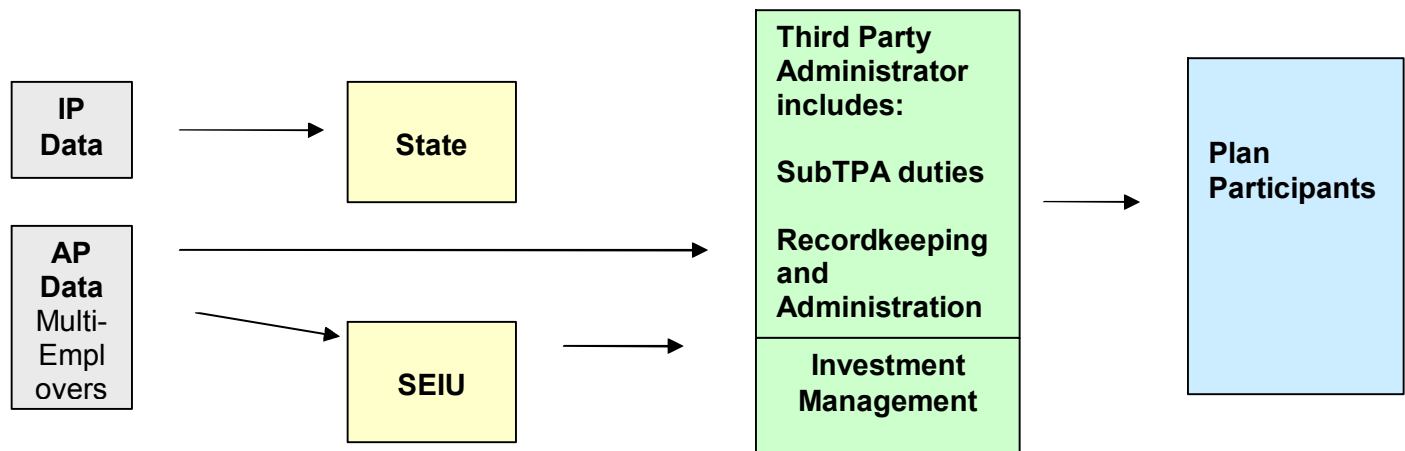 IP
Data
State
AP
Data
Multi-
Empl
overs
SEIU
Third Party
Administrator
includes:
SubTPA duties
Recordkeeping
and
Administration
Investment
Management
Plan
Participants